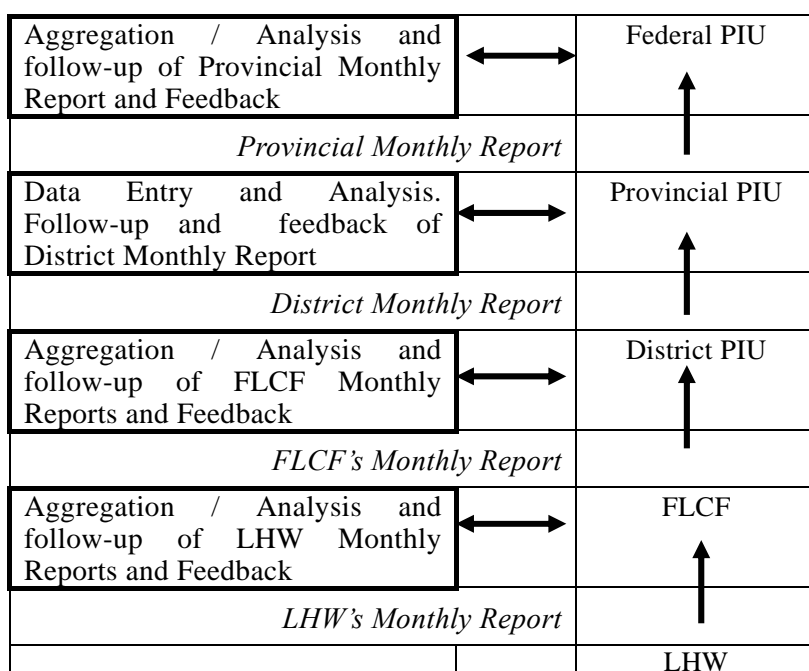 Aggregation / Analysis and
follow-up of Provincial Monthly
Report and Feedback
Federal PIU
Provincial Monthly Report
Data Entry and Analysis.
Follow-up and feedback of
District Monthly Report
Provincial PIU
District Monthly Report
Aggregation / Analysis and
follow-up of FLCF Monthly
Reports and Feedback
District PIU
FLCF's Monthly Report
Aggregation / Analysis and
follow-up of LHW Monthly
Reports and Feedback
FLCF
LHW's Monthly Report
LHW